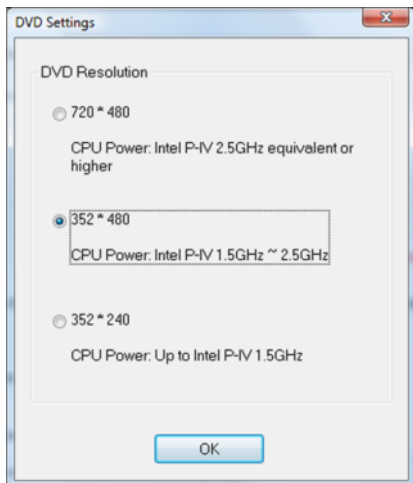 DVD Settings
DVD Resolution
720 * 480
CPU Power: Intel P-IV 2.5GHz equivalent or
higher
352 * 480
CPU Power: Intel P-IV 1.5GHz ~ 2.5GHz
352 * 240
CPU Power: Up to Intel P-IV 1.5GHz
OK